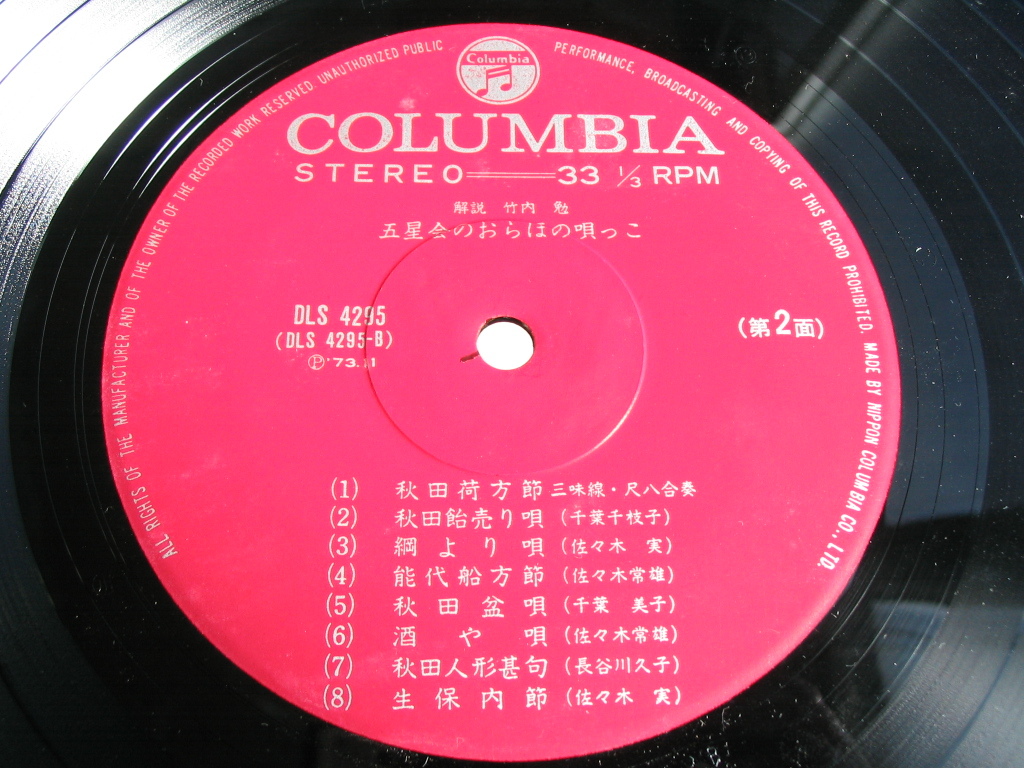 ALL RIGHTS OF THE MANUFACTURER AND OF THE OWNER OF THE RECORDED WORK RESERVED. UNAUTHORIZED PUBLIC PERFORMANCE, BROADCASTING AND COPYING OF THIS RECORD PROHIBITED. MADE BY NIPPON COLUMBIA CO., LTD.
Columbia
COLUMBIA
STEREO 33 1/3 RPM
解説 竹内 勉
五星会のおらほの唄っこ
DLS 4295
(DLS 4295-B)
Ⓟ'73.11
(第2面)
(1) 秋田荷方節 三味線・尺八合奏
(2) 秋田飴売り唄 (千葉千枝子)
(3) 綱より唄 (佐々木 実)
(4) 能代船方節 (佐々木常雄)
(5) 秋田盆唄 (千葉 美子)
(6) 酒や唄 (佐々木常雄)
(7) 秋田人形甚句 (長谷川久子)
(8) 生保内節 (佐々木 実)